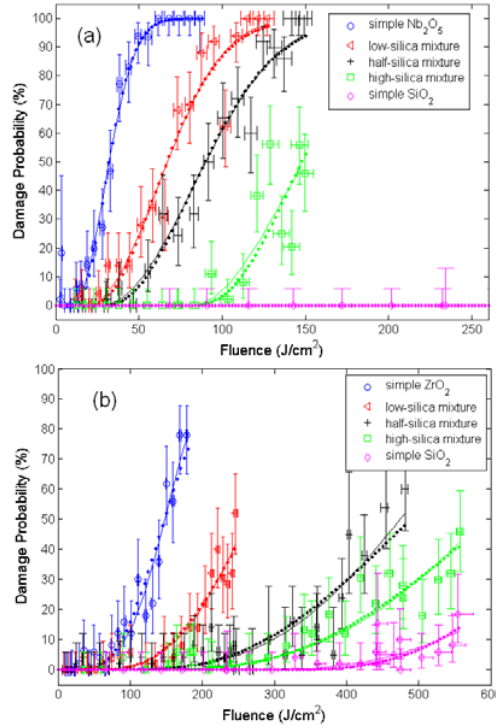 (a)
simple Nb2O5
low-silica mixture
half-silica mixture
high-silica mixture
simple SiO2
Damage Probability (%)
100
90
80
70
60
50
40
30
20
10
0
0 50 100 150 200 250
Fluence (J/cm2)
(b)
simple ZrO2
low-silica mixture
half-silica mixture
high-silica mixture
simple SiO2
Damage Probability (%)
100
90
80
70
60
50
40
30
20
10
0
0 100 200 300 400 500 600
Fluence (J/cm2)